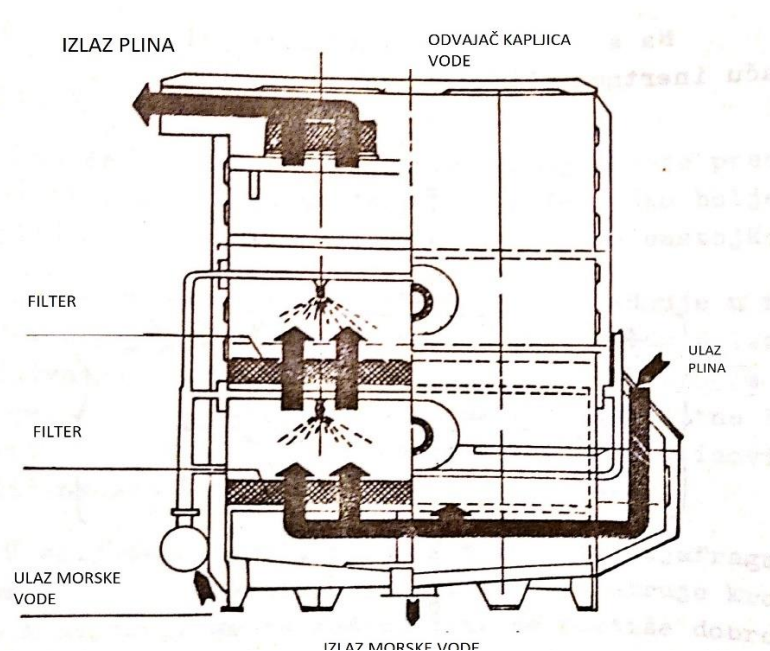 IZLAZ PLINA
ODVAJAČ KAPLJICA
VODE
FILTER
ULAZ
PLINA
FILTER
ULAZ MORSKE
VODE
IZLAZ MORSKE VODE